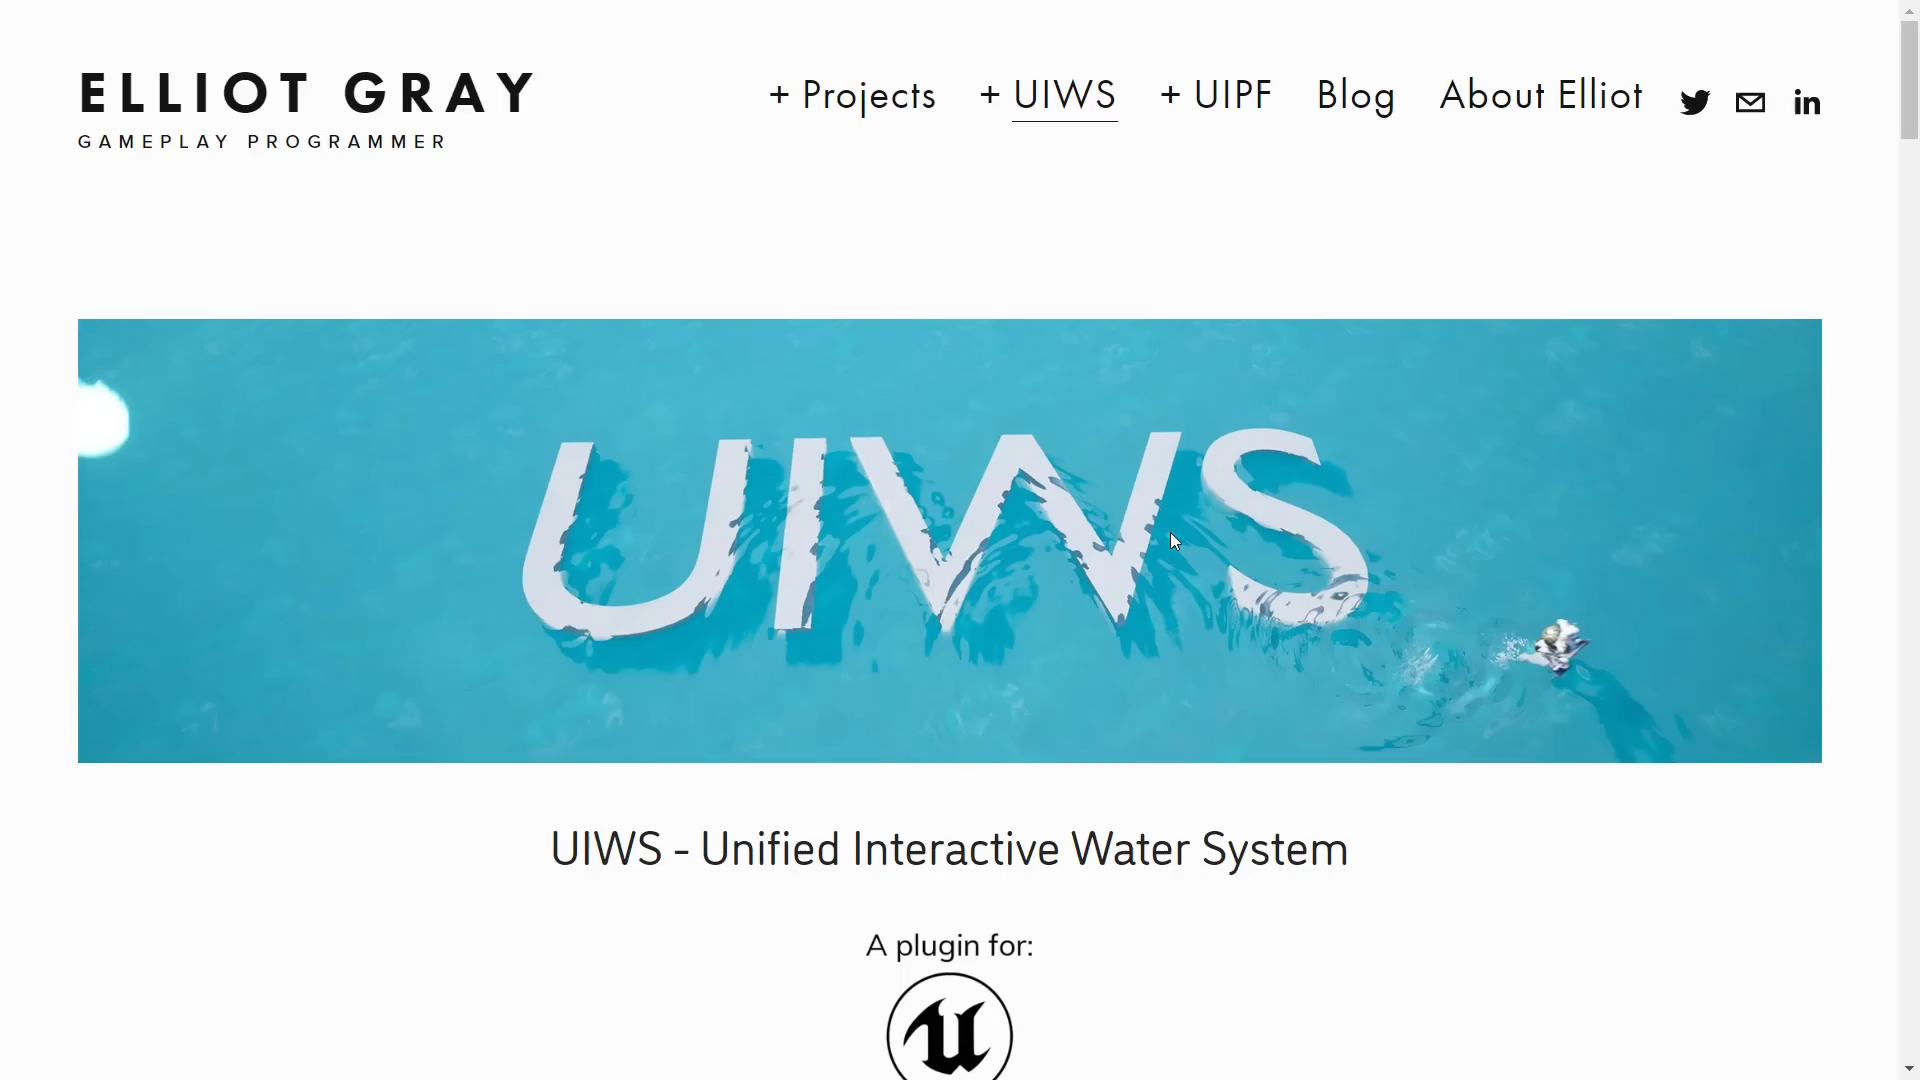 ELLIOT GRAY
GAMEPLAY PROGRAMMER
+ Projects
+ UIWS
+ UIPF
Blog
About Elliot
UIWS
UIWS - Unified Interactive Water System
A plugin for: